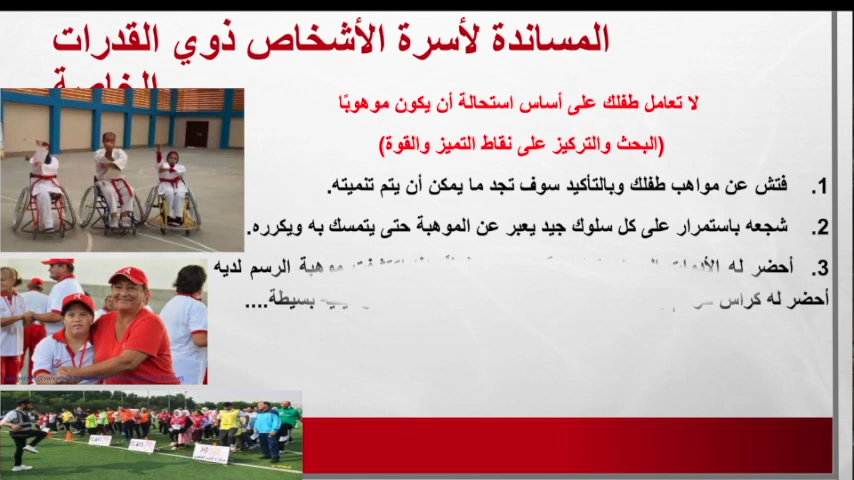 المساندة لأسرة الأشخاص ذوي القدرات
الخاصة
لا تعامل طفلك على أساس استحالة أن يكون موهوبًا
(البحث والتركيز على نقاط التميز والقوة)
1. فتش عن مواهب طفلك وبالتأكيد سوف تجد ما يمكن أن يتم تنميته.
2. شجعه باستمرار على كل سلوك جيد يعبر عن الموهبة حتى يتمسك به ويكرره.
3. أحضر له موهبة الرسم لديه
أحضر له كراس بسيطة....